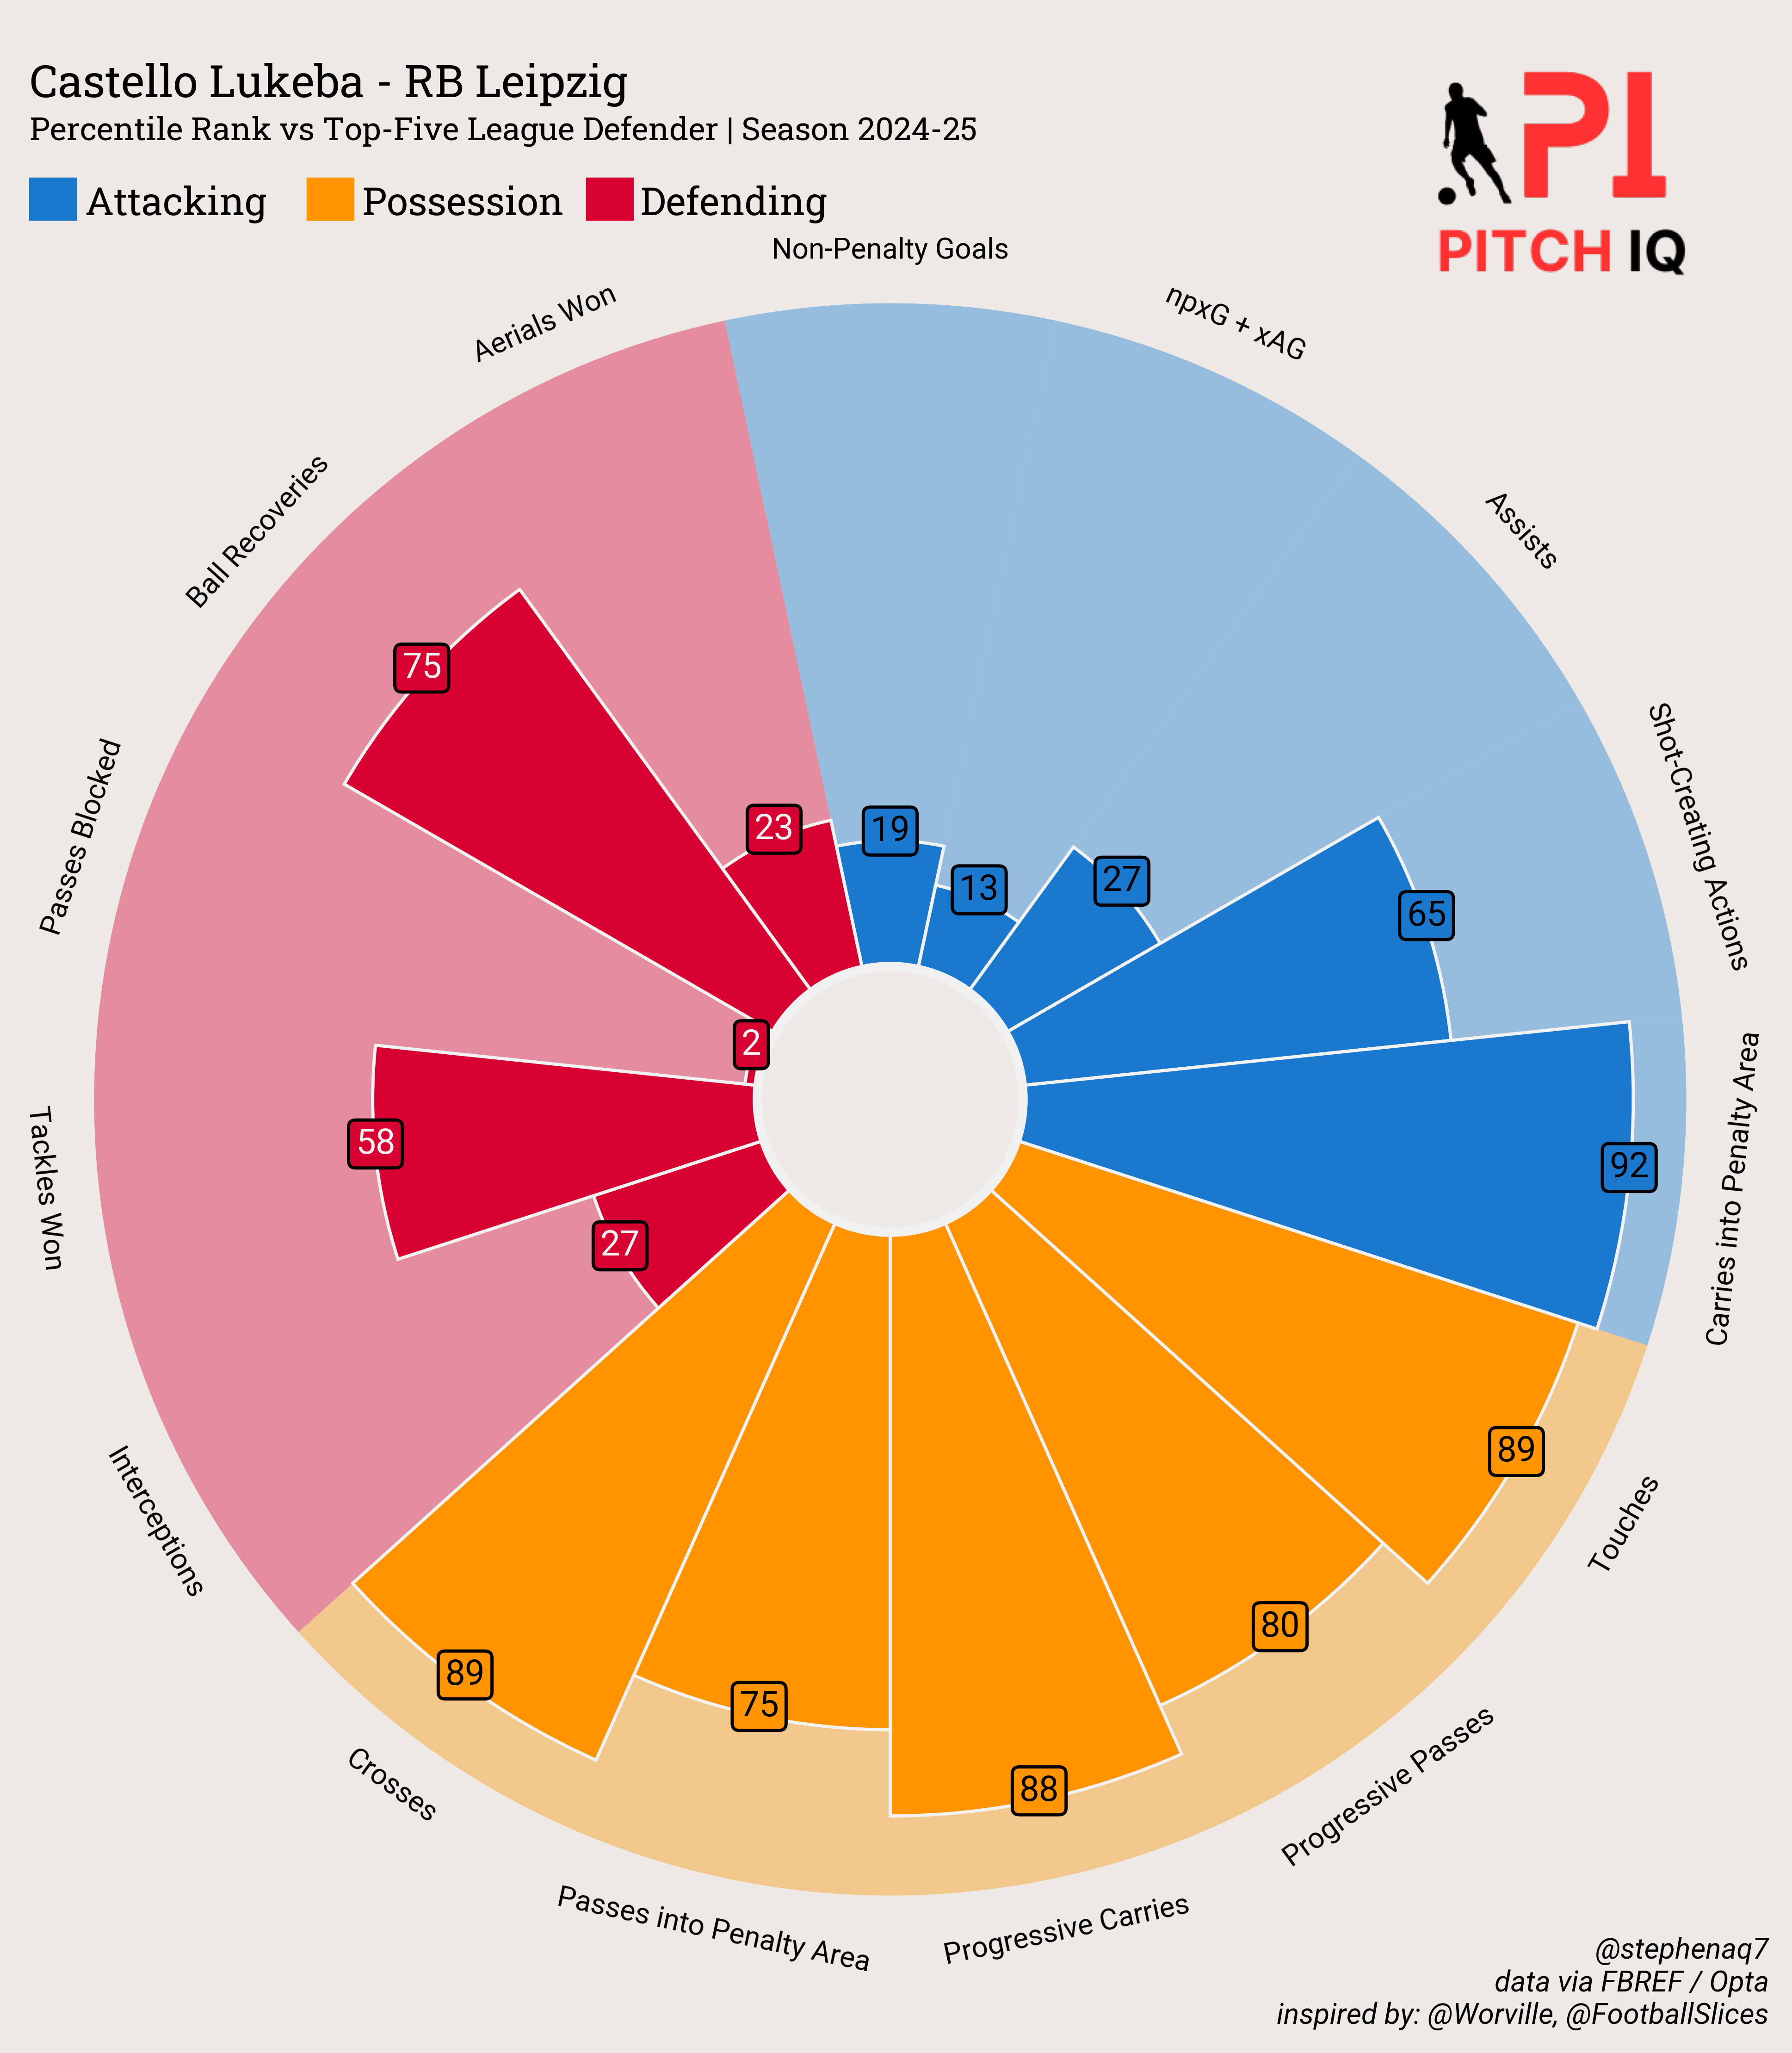 Castello Lukeba - RB Leipzig
Percentile Rank vs Top-Five League Defender | Season 2024-25
Attacking
Possession
Defending
PI
PITCH IQ
Non-Penalty Goals
npxG + xAG
Assists
Shot-Creating Actions
Carries into Penalty Area
Touches
Progressive Passes
Progressive Carries
Passes into Penalty Area
Crosses
Interceptions
Tackles Won
Passes Blocked
Ball Recoveries
Aerials Won
19
13
27
65
92
89
80
88
75
89
27
58
2
75
23
@stephenaq7
data via FBREF / Opta
inspired by: @Worville, @FootballSlices